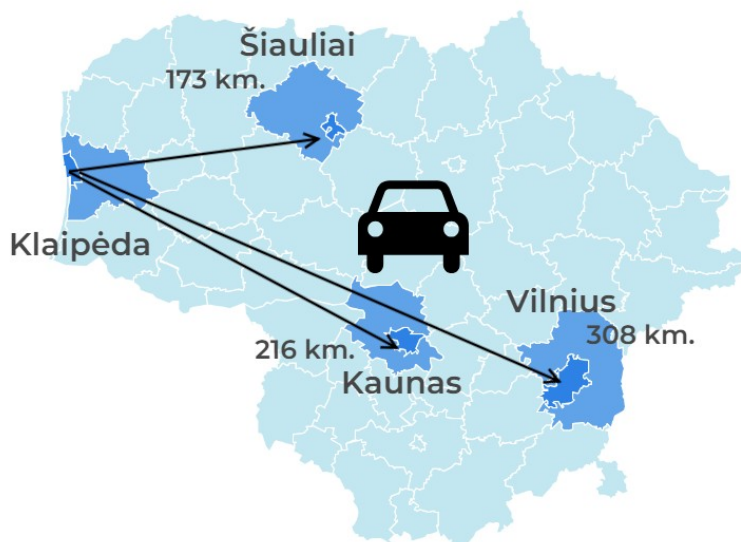 Šiauliai
173 km.
Klaipėda
Vilnius
308 km.
216 km.
Kaunas